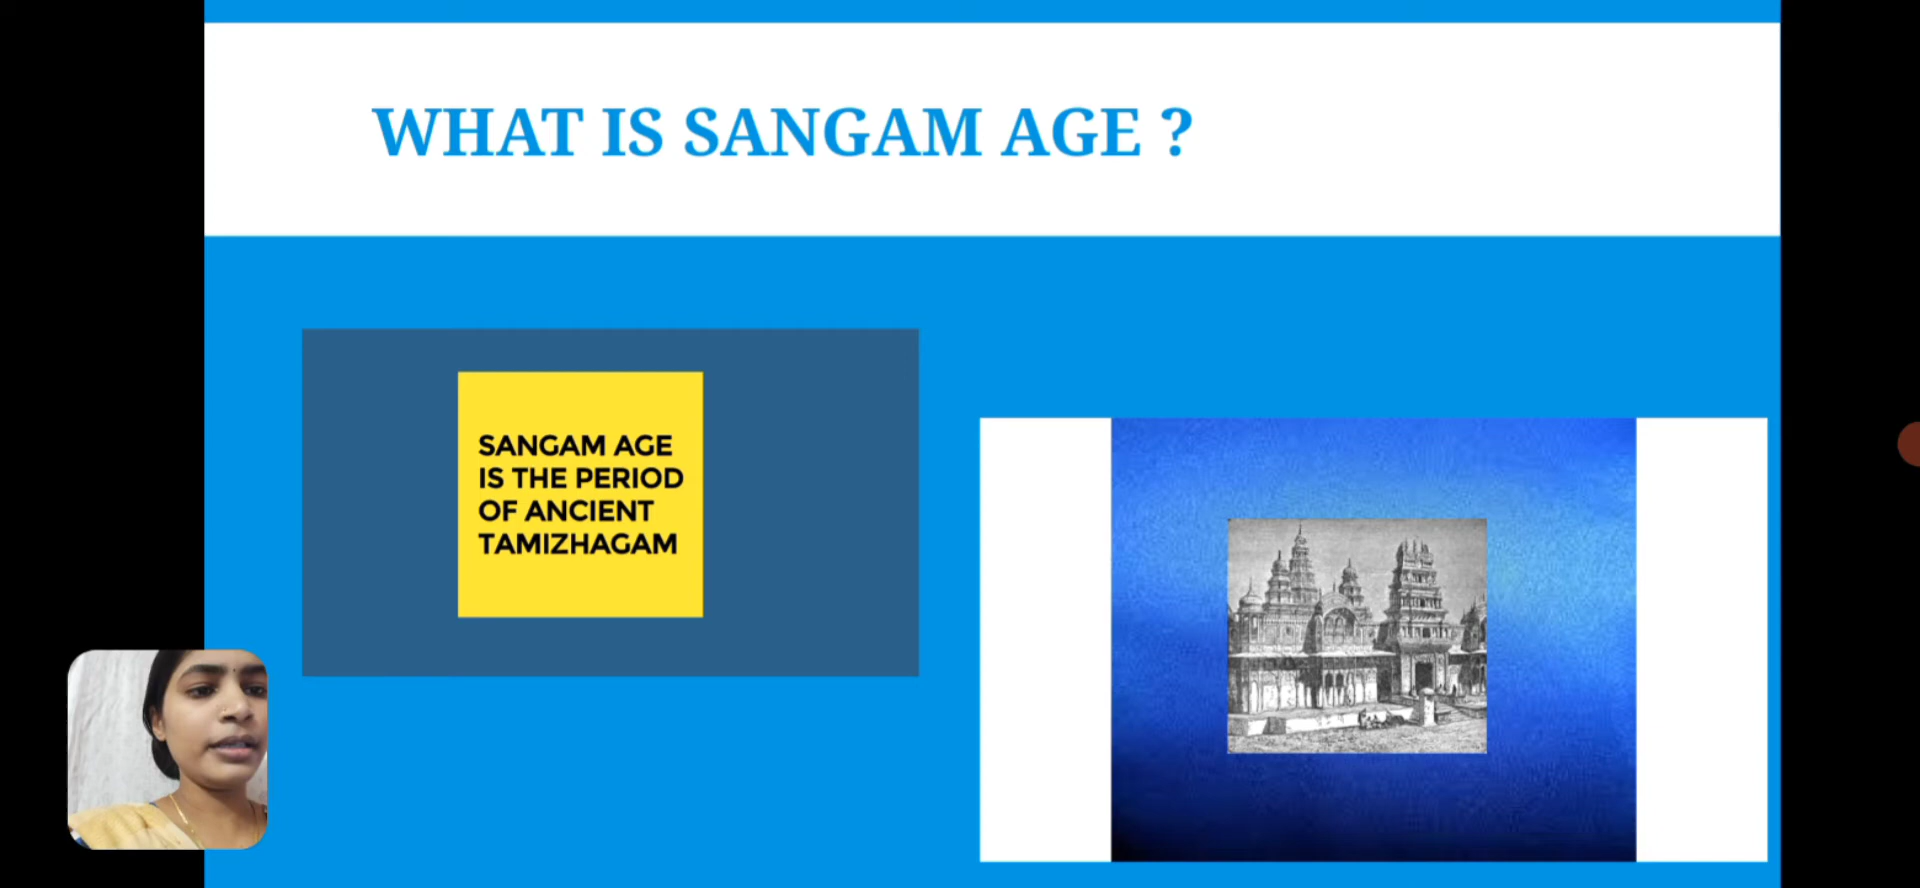 WHAT IS SANGAM AGE ?
SANGAM AGE
IS THE PERIOD
OF ANCIENT
TAMIZHAGAM